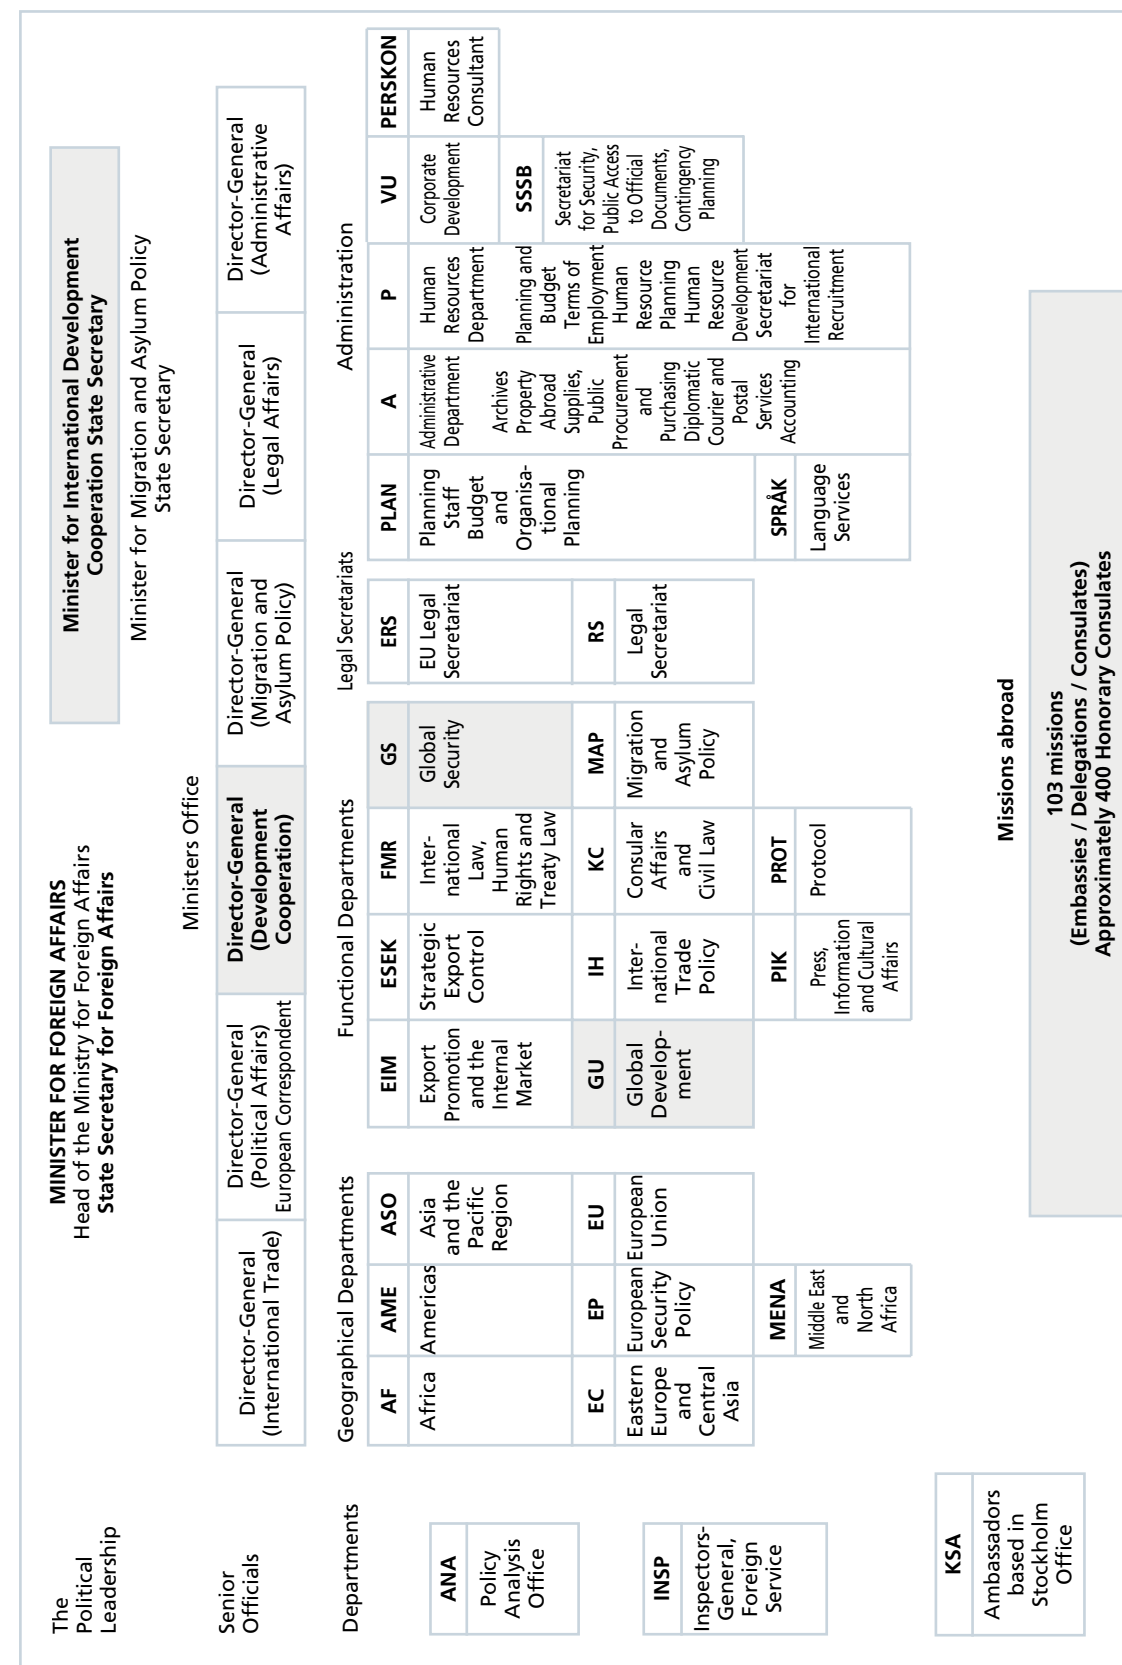 The
Political
Leadership
MINISTER FOR FOREIGN AFFAIRS
Head of the Ministry for Foreign Affairs
State Secretary for Foreign Affairs
Minister for International Development
Cooperation State Secretary
Minister for Migration and Asylum Policy
State Secretary
Ministers Office
Senior
Officials
Director-General
(International Trade)
Director-General
(Political Affairs)
European Correspondent
Director-General
(Development
Cooperation)
Director-General
(Migration and
Asylum Policy)
Director-General
(Legal Affairs)
Director-General
(Administrative
Affairs)
Departments
Geographical Departments
Functional Departments
Legal Secretariats
Administration
ANA
Policy
Analysis
Office
INSP
Inspectors-
General,
Foreign
Service
KSA
Ambassadors
based in
Stockholm
Office
AF
Africa
AME
Americas
ASO
Asia
and the
Pacific
Region
EC
Eastern
Europe
and
Central
Asia
EP
European
Security
Policy
EU
European
Union
MENA
Middle East
and
North
Africa
EIM
Export
Promotion
and the
Internal
Market
ESEK
Strategic
Export
Control
FMR
Inter-
national
Law,
Human
Rights and
Treaty Law
GS
Global
Security
GU
Global
Develop-
ment
IH
Inter-
national
Trade
Policy
KC
Consular
Affairs
and
Civil Law
MAP
Migration
and
Asylum
Policy
PIK
Press,
Information
and Cultural
Affairs
PROT
Protocol
ERS
EU Legal
Secretariat
RS
Legal
Secretariat
PLAN
Planning
Staff
Budget
and
Organisa-
tional
Planning
SPRÅK
Language
Services
A
Administrative
Department
Archives
Property
Abroad
Supplies,
Public
Procurement
and
Purchasing
Diplomatic
Courier and
Postal
Services
Accounting
P
Human
Resources
Department
Planning and
Budget
Terms of
Employment
Human
Resource
Planning
Human
Resource
Development
Secretariat
for
International
Recruitment
VU
Corporate
Development
SSSB
Secretariat
for Security,
Public Access
to Official
Documents,
Contingency
Planning
PERSKON
Human
Resources
Consultant
Missions abroad
103 missions
(Embassies / Delegations / Consulates)
Approximately 400 Honorary Consulates